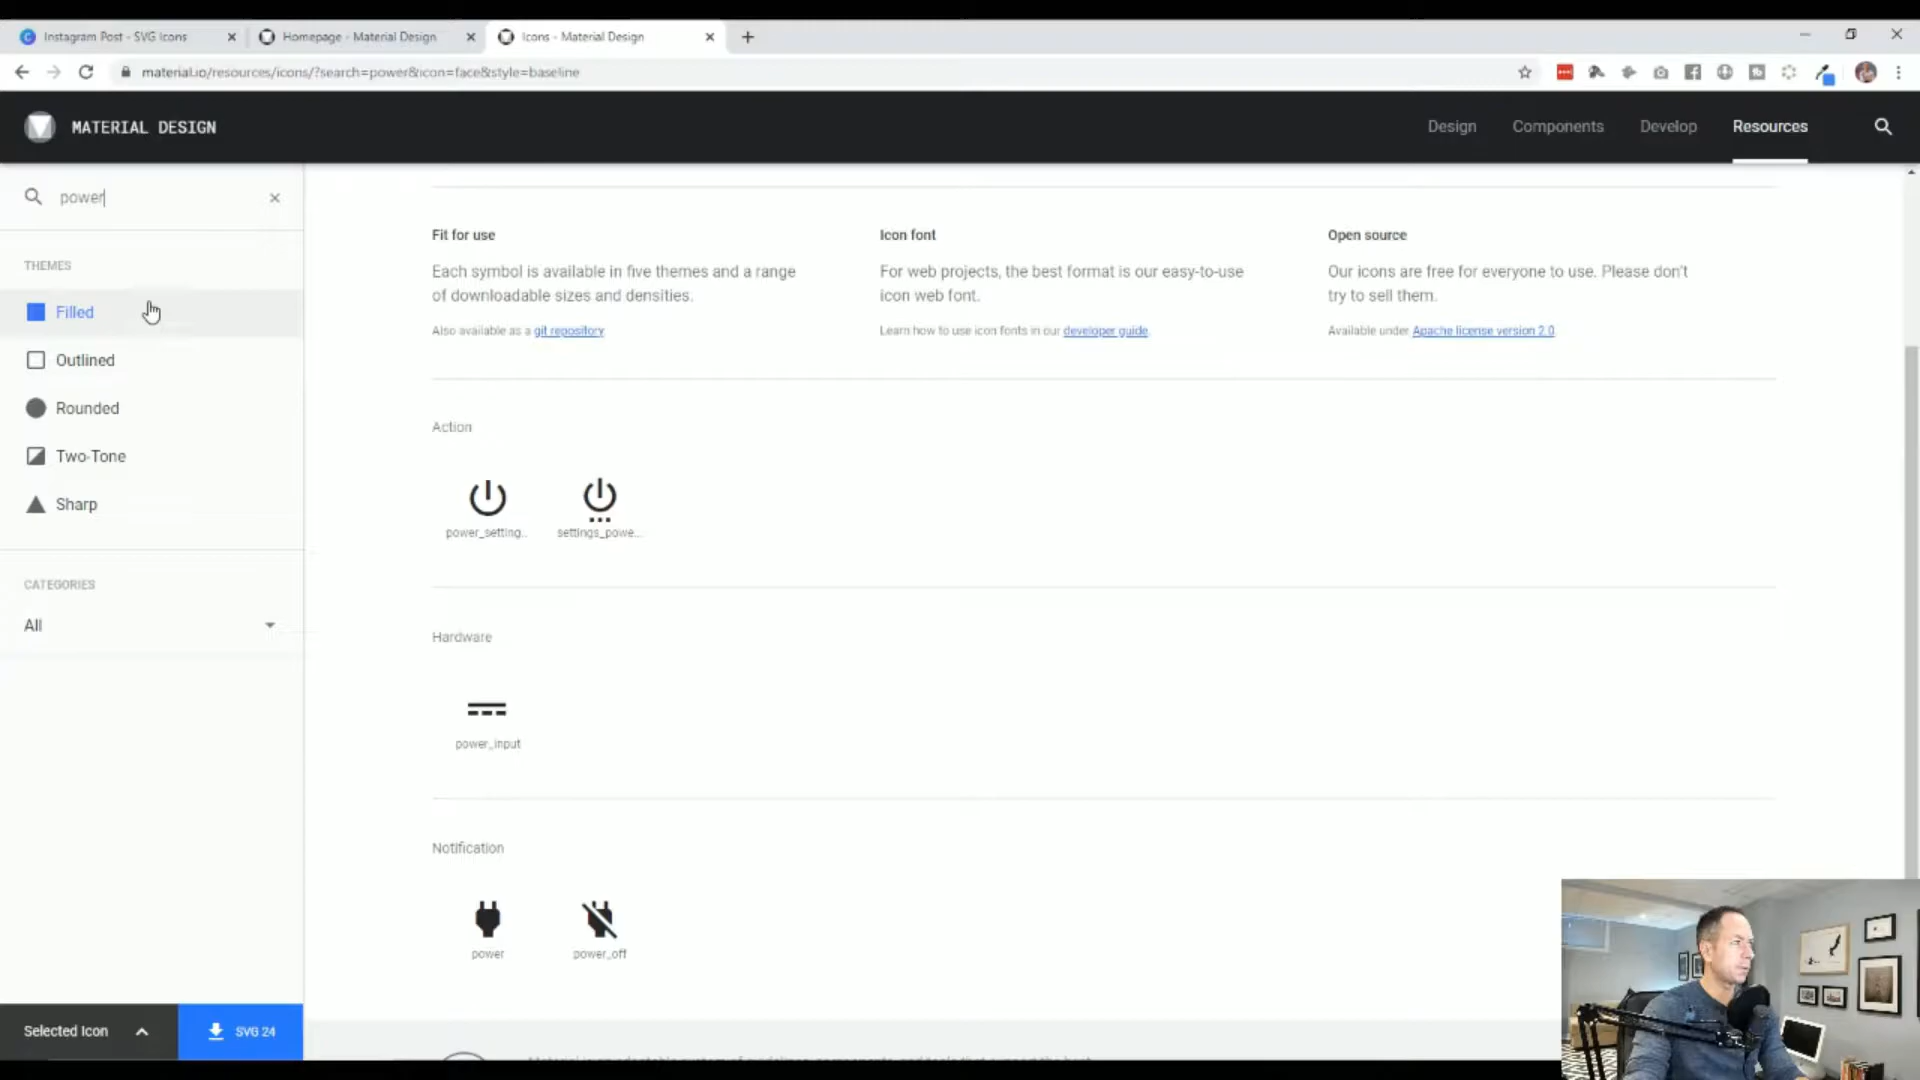 Instagram Post - SVG Icons
Homepage - Material Design
Icons - Material Design
material.io/resources/icons/?search=power&icon=face&style=baseline
MATERIAL DESIGN
Design
Components
Develop
Resources
power
THEMES
Filled
Outlined
Rounded
Two-Tone
Sharp
CATEGORIES
All
Selected Icon
SVG 24
Fit for use
Each symbol is available in five themes and a range
of downloadable sizes and densities.
Also available as a git repository
Icon font
For web projects, the best format is our easy-to-use
icon web font.
Learn how to use icon fonts in our developer guide.
Open source
Our icons are free for everyone to use. Please don't
try to sell them.
Available under Apache license version 2.0
Action
power_setting..
settings_powe...
Hardware
power_input
Notification
power
power_off